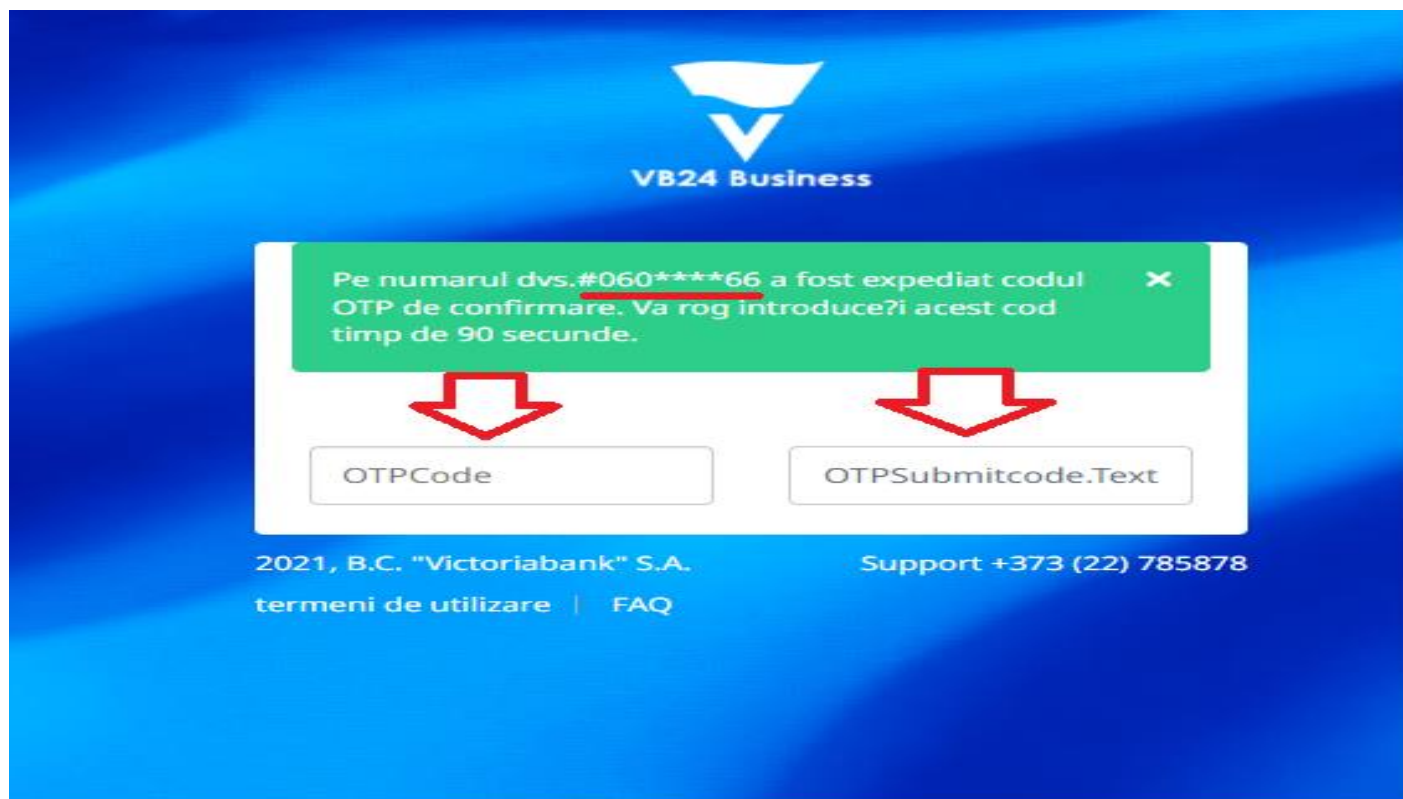 VB24 Business
Pe numarul dvs.#060****66 a fost expediat codul
OTP de confirmare. Va rog introduce?i acest cod
timp de 90 secunde.
×
OTPCode
OTPSubmitcode.Text
2021, B.C. "Victoriabank" S.A.
Support +373 (22) 785878
termeni de utilizare | FAQ